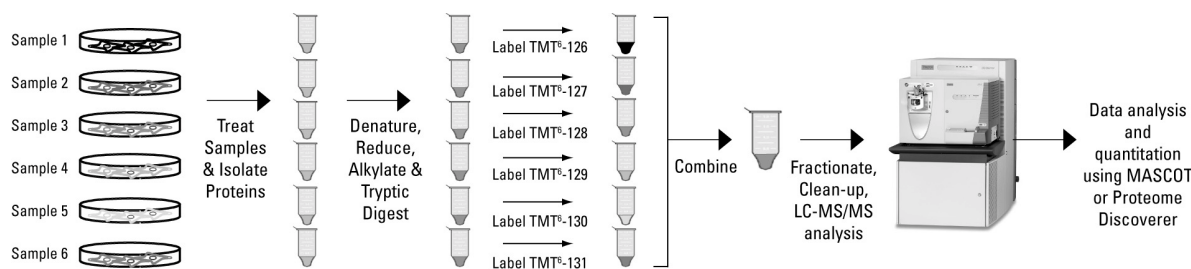 Sample 1
Sample 2
Sample 3
Sample 4
Sample 5
Sample 6
Treat
Samples
& Isolate
Proteins
Denature,
Reduce,
Alkylate &
Tryptic
Digest
Label TMT⁶-126
Label TMT⁶-127
Label TMT⁶-128
Label TMT⁶-129
Label TMT⁶-130
Label TMT⁶-131
Combine
Fractionate,
Clean-up,
LC-MS/MS
analysis
Data analysis
and
quantitation
using MASCOT
or Proteome
Discoverer